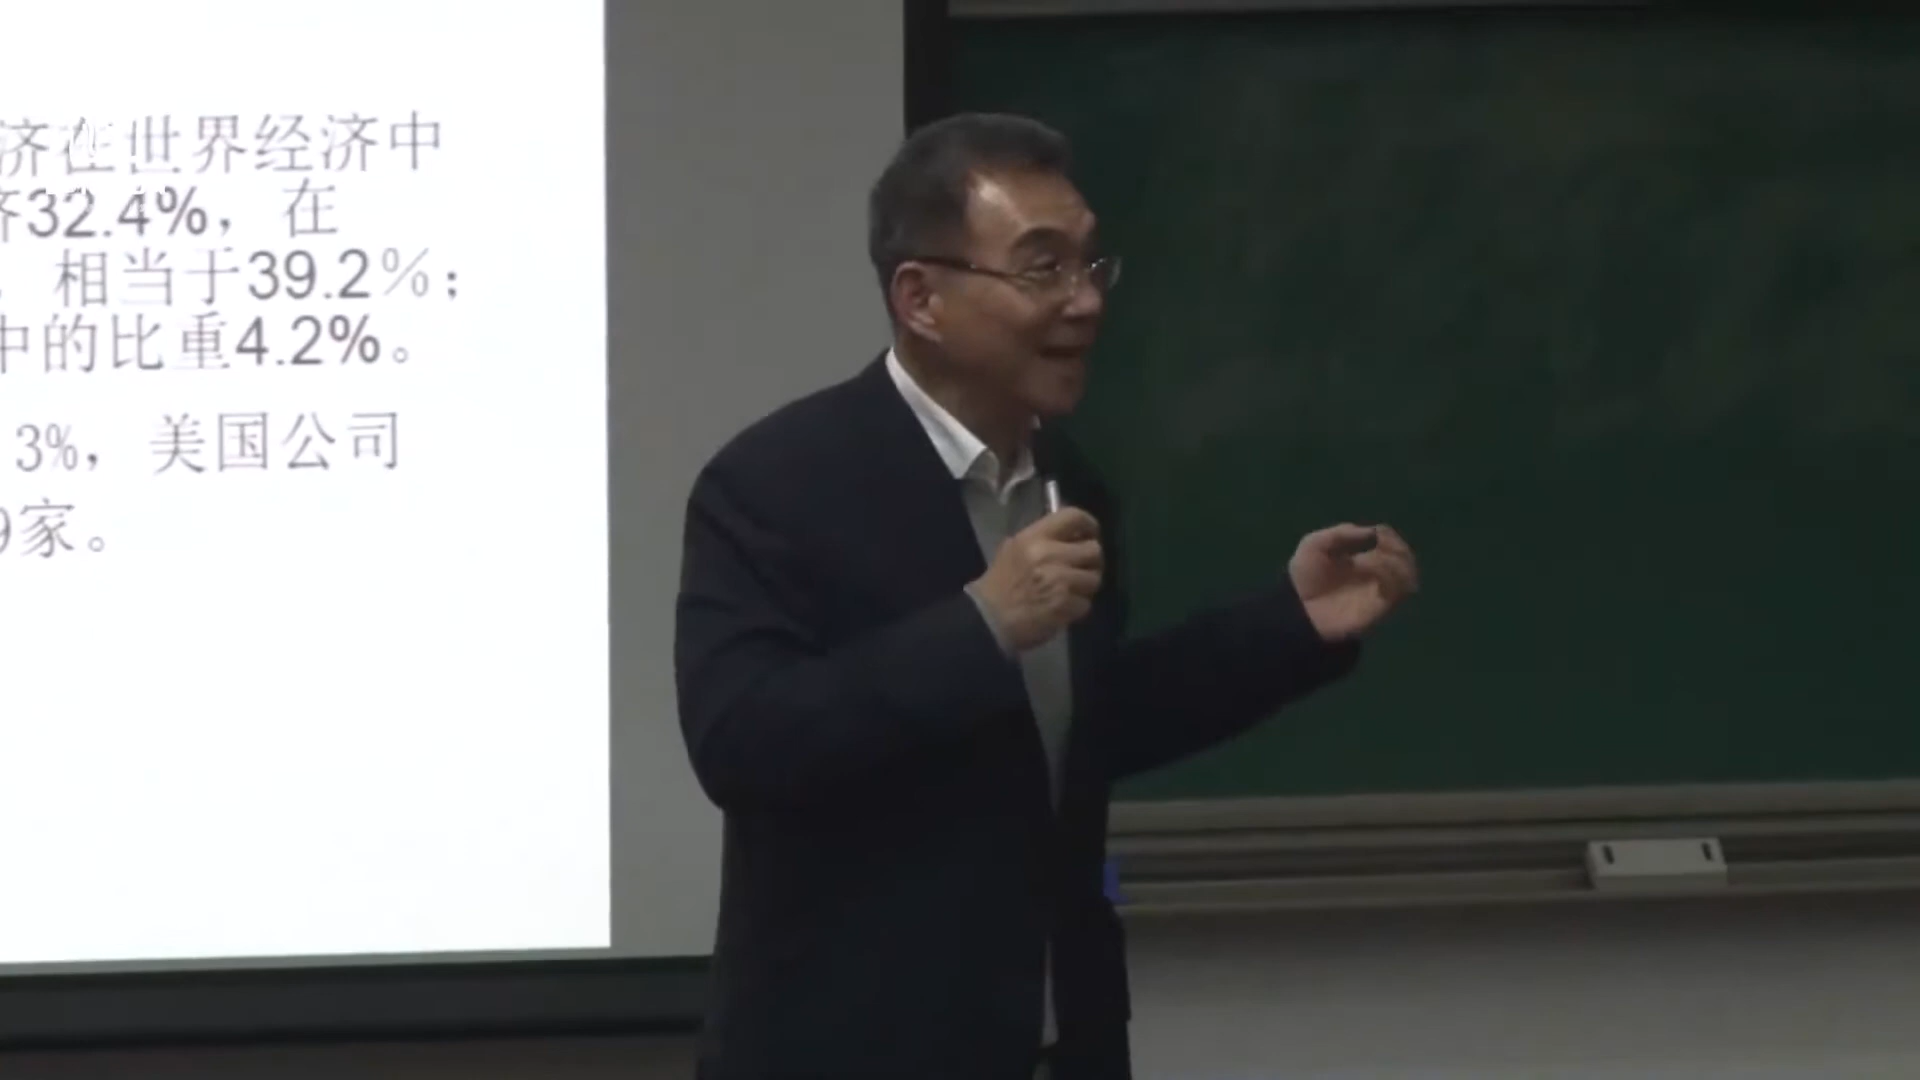 济在世界经济中
济32.4%，在
相当于39.2%；
中的比重4.2%。
3%，美国公司
9家。